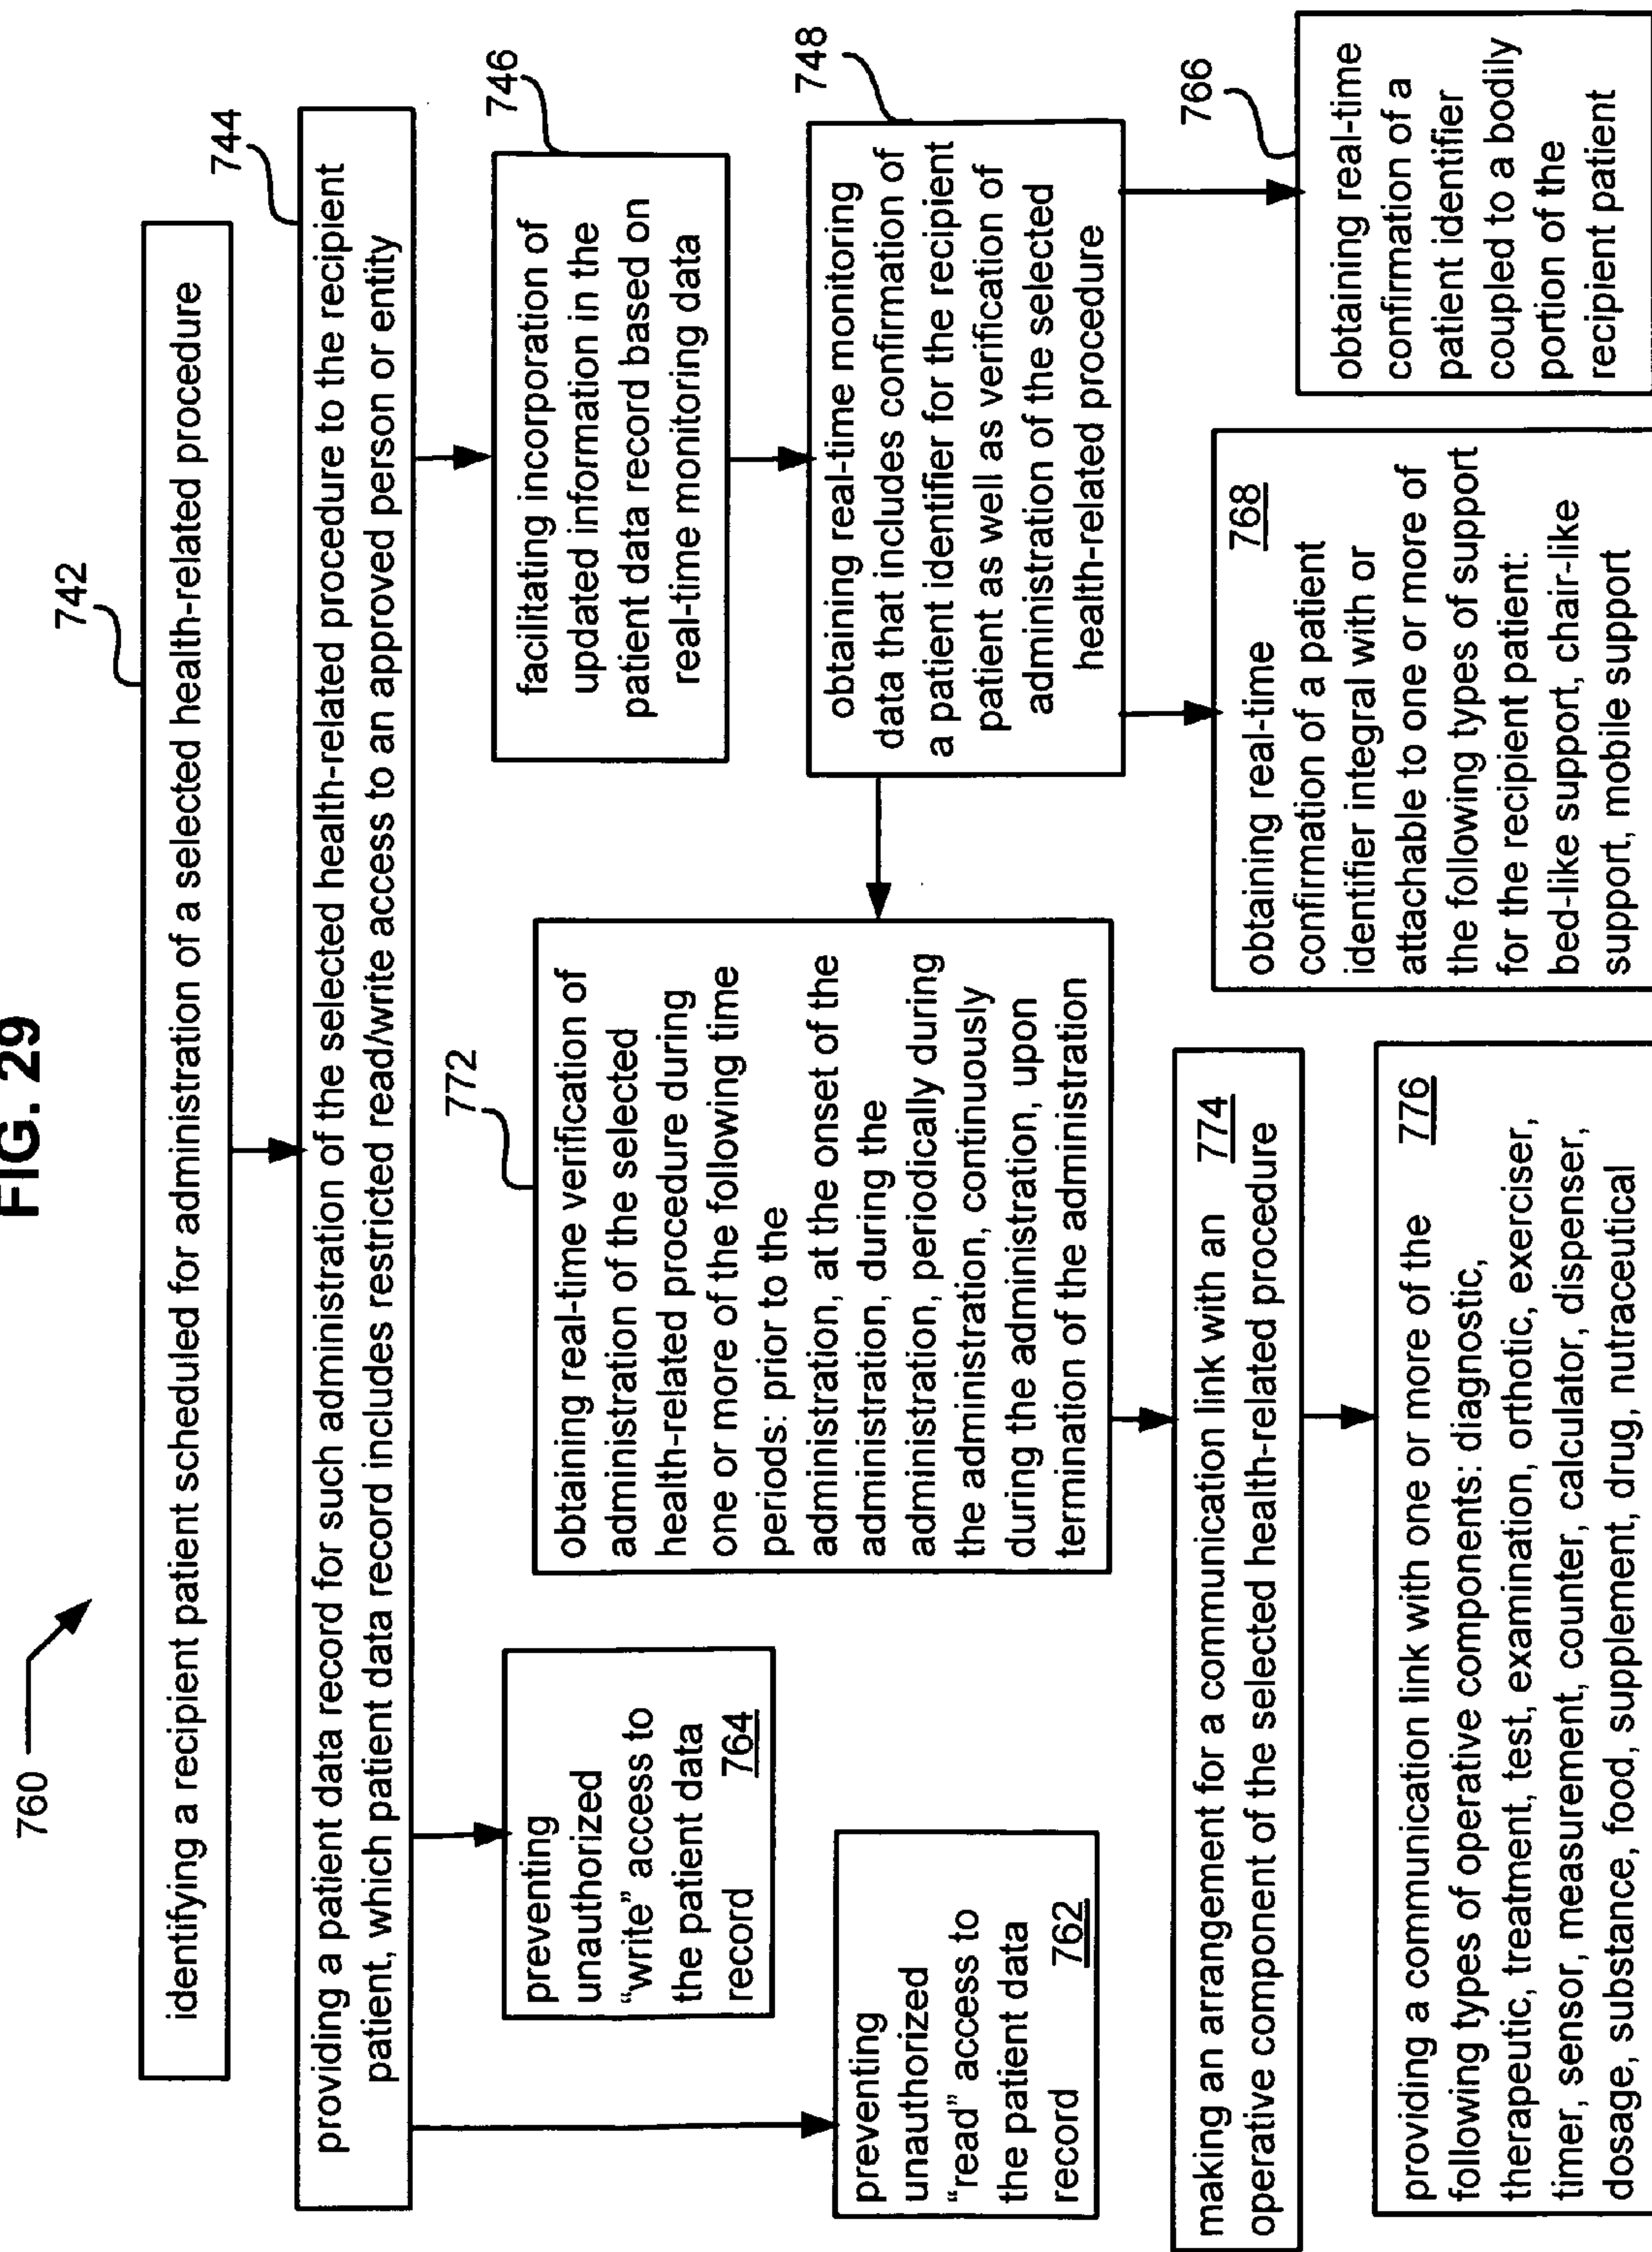 FIG. 29
760
742
identifying a recipient patient scheduled for administration of a selected health-related procedure
744
providing a patient data record for such administration of the selected health-related procedure to the recipient
patient, which patient data record includes restricted read/write access to an approved person or entity
746
facilitating incorporation of
updated information in the
patient data record based on
real-time monitoring data
764
preventing
unauthorized
“write” access to
the patient data
record
762
preventing
unauthorized
“read” access to
the patient data
record
748
obtaining real-time monitoring
data that includes confirmation of
a patient identifier for the recipient
patient as well as verification of
administration of the selected
health-related procedure
772
obtaining real-time verification of
administration of the selected
health-related procedure during
one or more of the following time
periods: prior to the
administration, at the onset of the
administration, during the
administration, periodically during
the administration, continuously
during the administration, upon
termination of the administration
766
obtaining real-time
confirmation of a
patient identifier
coupled to a bodily
portion of the
recipient patient
768
obtaining real-time
confirmation of a patient
identifier integral with or
attachable to one or more of
the following types of support
for the recipient patient:
bed-like support, chair-like
support, mobile support
making an arrangement for a communication link with an 774
operative component of the selected health-related procedure
providing a communication link with one or more of the 776
following types of operative components: diagnostic,
therapeutic, treatment, test, examination, orthotic, exerciser,
timer, sensor, measurement, counter, calculator, dispenser,
dosage, substance, food, supplement, drug, nutraceutical